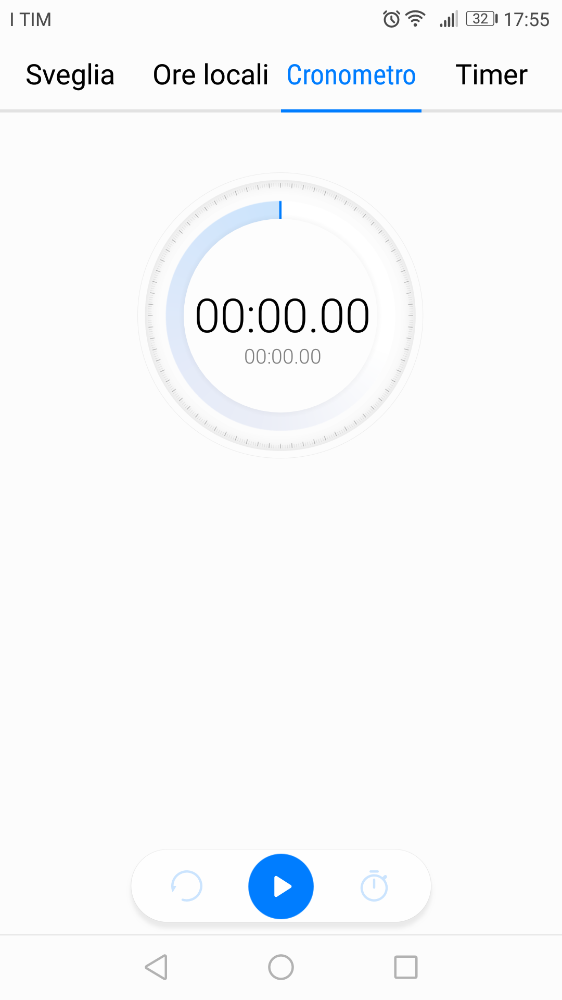 I TIM 32 17:55
Sveglia Ore locali Cronometro Timer
00:00.00
00:00.00